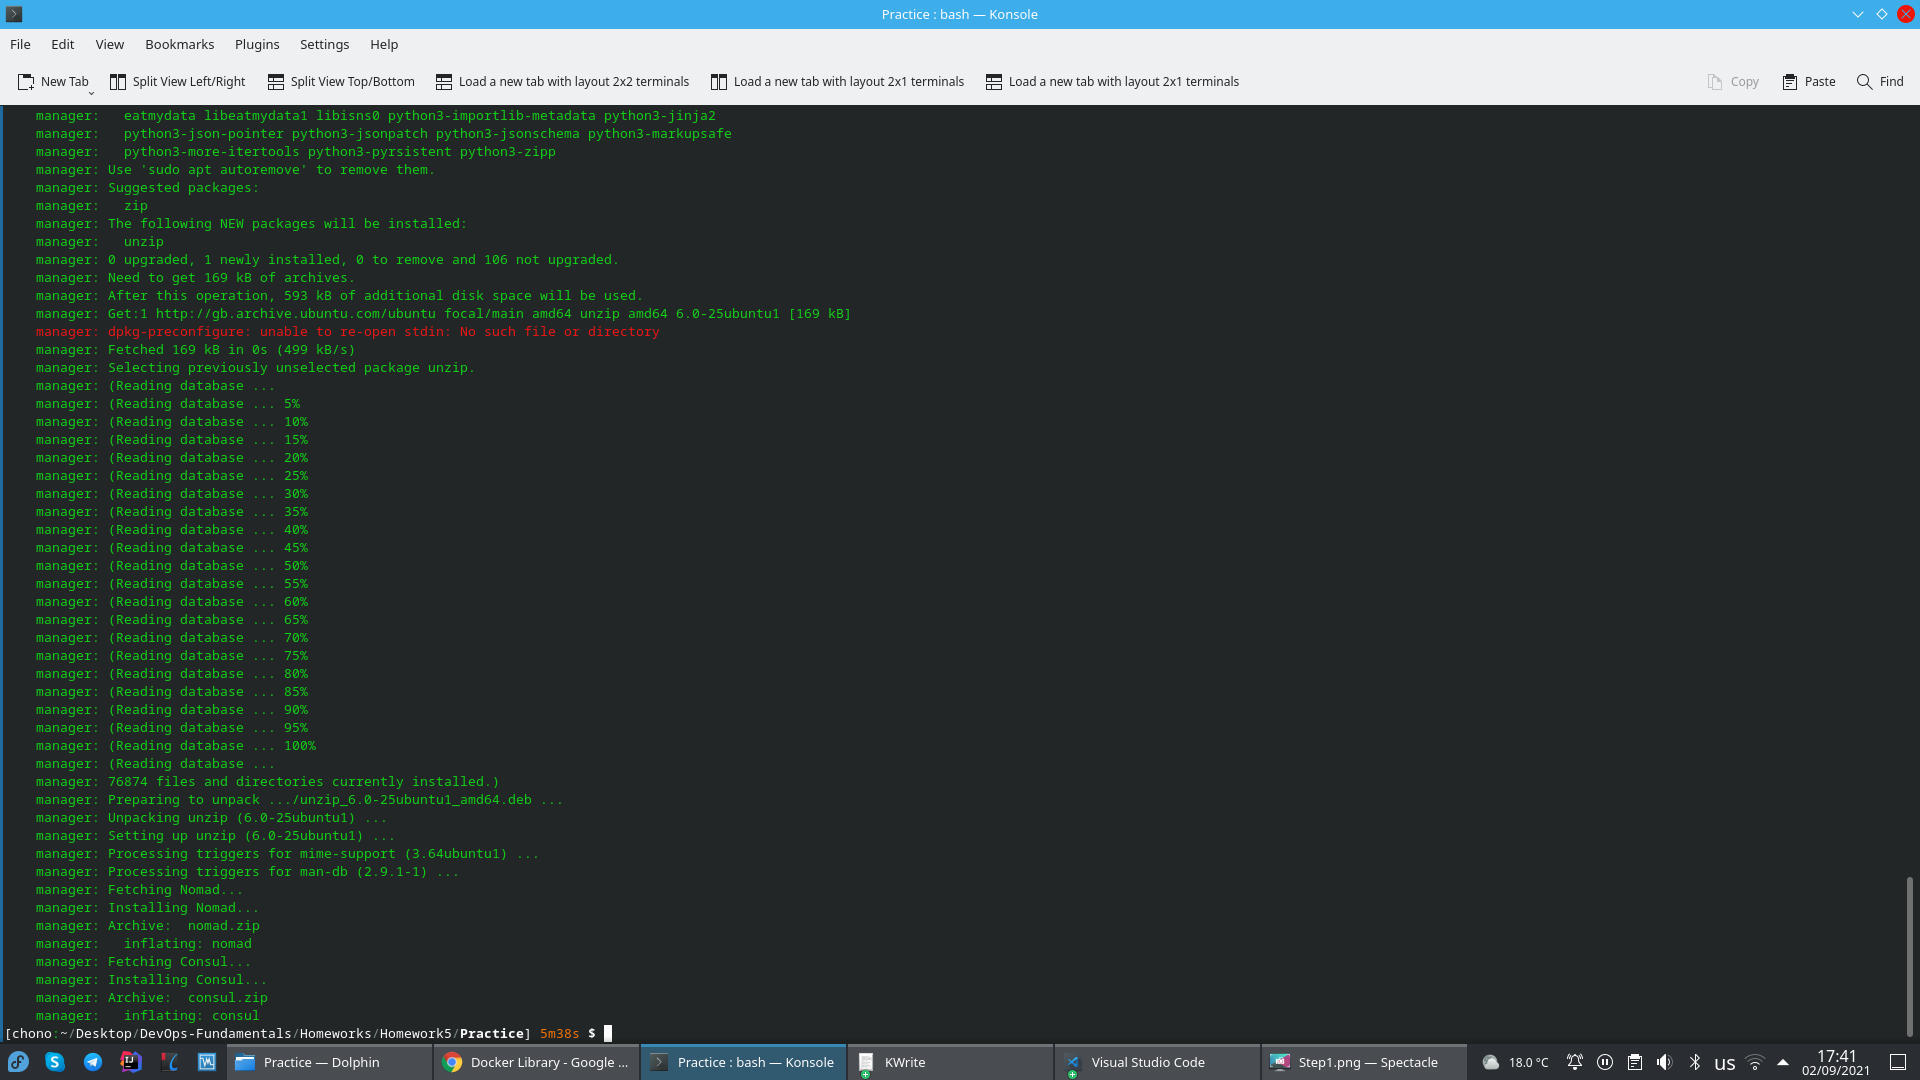 Practice : bash — Konsole
File Edit View Bookmarks Plugins Settings Help
New Tab Split View Left/Right Split View Top/Bottom Load a new tab with layout 2x2 terminals Load a new tab with layout 2x1 terminals Load a new tab with layout 2x1 terminals Copy Paste Find
manager:   eatmydata libeatmydata1 libisns0 python3-importlib-metadata python3-jinja2
manager:   python3-json-pointer python3-jsonpatch python3-jsonschema python3-markupsafe
manager:   python3-more-itertools python3-pyrsistent python3-zipp
manager: Use 'sudo apt autoremove' to remove them.
manager: Suggested packages:
manager:   zip
manager: The following NEW packages will be installed:
manager:   unzip
manager: 0 upgraded, 1 newly installed, 0 to remove and 106 not upgraded.
manager: Need to get 169 kB of archives.
manager: After this operation, 593 kB of additional disk space will be used.
manager: Get:1 http://gb.archive.ubuntu.com/ubuntu focal/main amd64 unzip amd64 6.0-25ubuntu1 [169 kB]
manager: dpkg-preconfigure: unable to re-open stdin: No such file or directory
manager: Fetched 169 kB in 0s (499 kB/s)
manager: Selecting previously unselected package unzip.
manager: (Reading database ...
manager: (Reading database ... 5%
manager: (Reading database ... 10%
manager: (Reading database ... 15%
manager: (Reading database ... 20%
manager: (Reading database ... 25%
manager: (Reading database ... 30%
manager: (Reading database ... 35%
manager: (Reading database ... 40%
manager: (Reading database ... 45%
manager: (Reading database ... 50%
manager: (Reading database ... 55%
manager: (Reading database ... 60%
manager: (Reading database ... 65%
manager: (Reading database ... 70%
manager: (Reading database ... 75%
manager: (Reading database ... 80%
manager: (Reading database ... 85%
manager: (Reading database ... 90%
manager: (Reading database ... 95%
manager: (Reading database ... 100%
manager: (Reading database ...
manager: 76874 files and directories currently installed.)
manager: Preparing to unpack .../unzip_6.0-25ubuntu1_amd64.deb ...
manager: Unpacking unzip (6.0-25ubuntu1) ...
manager: Setting up unzip (6.0-25ubuntu1) ...
manager: Processing triggers for mime-support (3.64ubuntu1) ...
manager: Processing triggers for man-db (2.9.1-1) ...
manager: Fetching Nomad...
manager: Installing Nomad...
manager: Archive:  nomad.zip
manager:   inflating: nomad
manager: Fetching Consul...
manager: Installing Consul...
manager: Archive:  consul.zip
manager:   inflating: consul
[chono:~/Desktop/DevOps-Fundamentals/Homeworks/Homework5/Practice] 5m38s $
Practice — Dolphin Docker Library - Google ... Practice : bash — Konsole KWrite Visual Studio Code Step1.png — Spectacle 18.0 °C us 17:41
02/09/2021